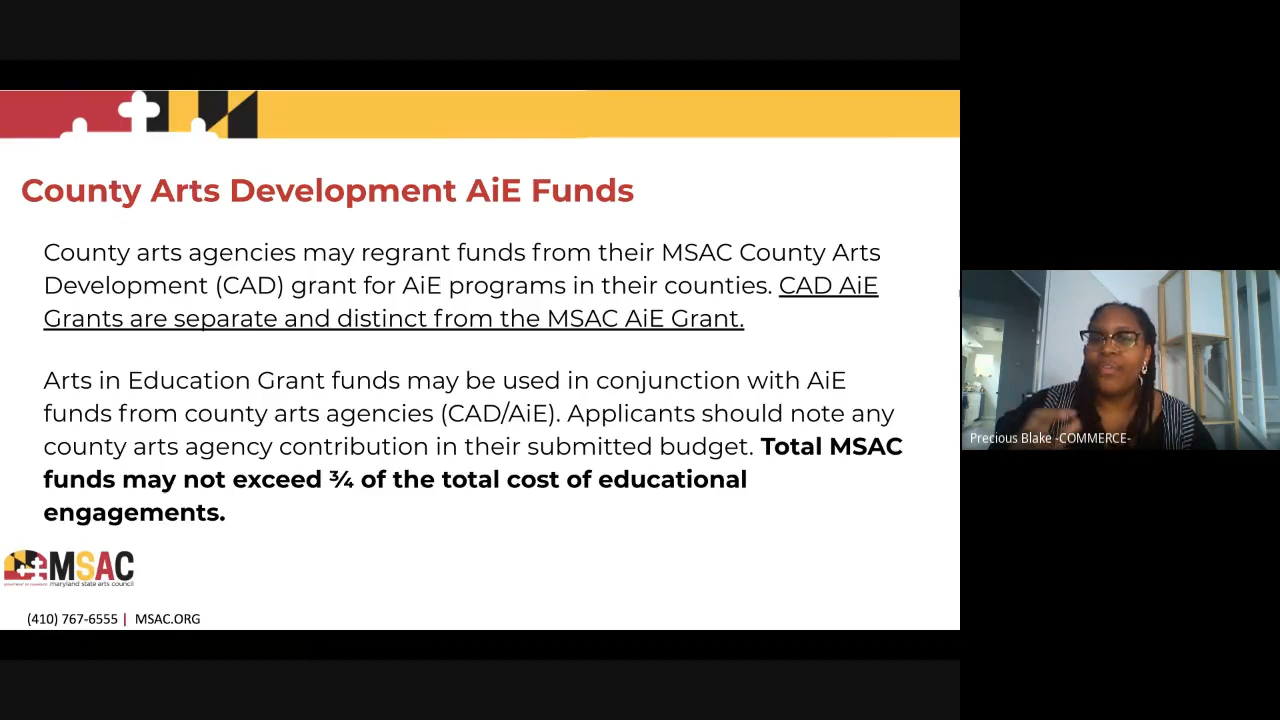 County Arts Development AiE Funds
County arts agencies may regrant funds from their MSAC County Arts
Development (CAD) grant for AiE programs in their counties. CAD AiE
Grants are separate and distinct from the MSAC AiE Grant.
Arts in Education Grant funds may be used in conjunction with AiE
funds from county arts agencies (CAD/AiE). Applicants should note any
county arts agency contribution in their submitted budget. Total MSAC
funds may not exceed ¾ of the total cost of educational
engagements.
MSAC
DEPARTMENT OF COMMERCE maryland state arts council
(410) 767-6555 | MSAC.ORG
Precious Blake -COMMERCE-